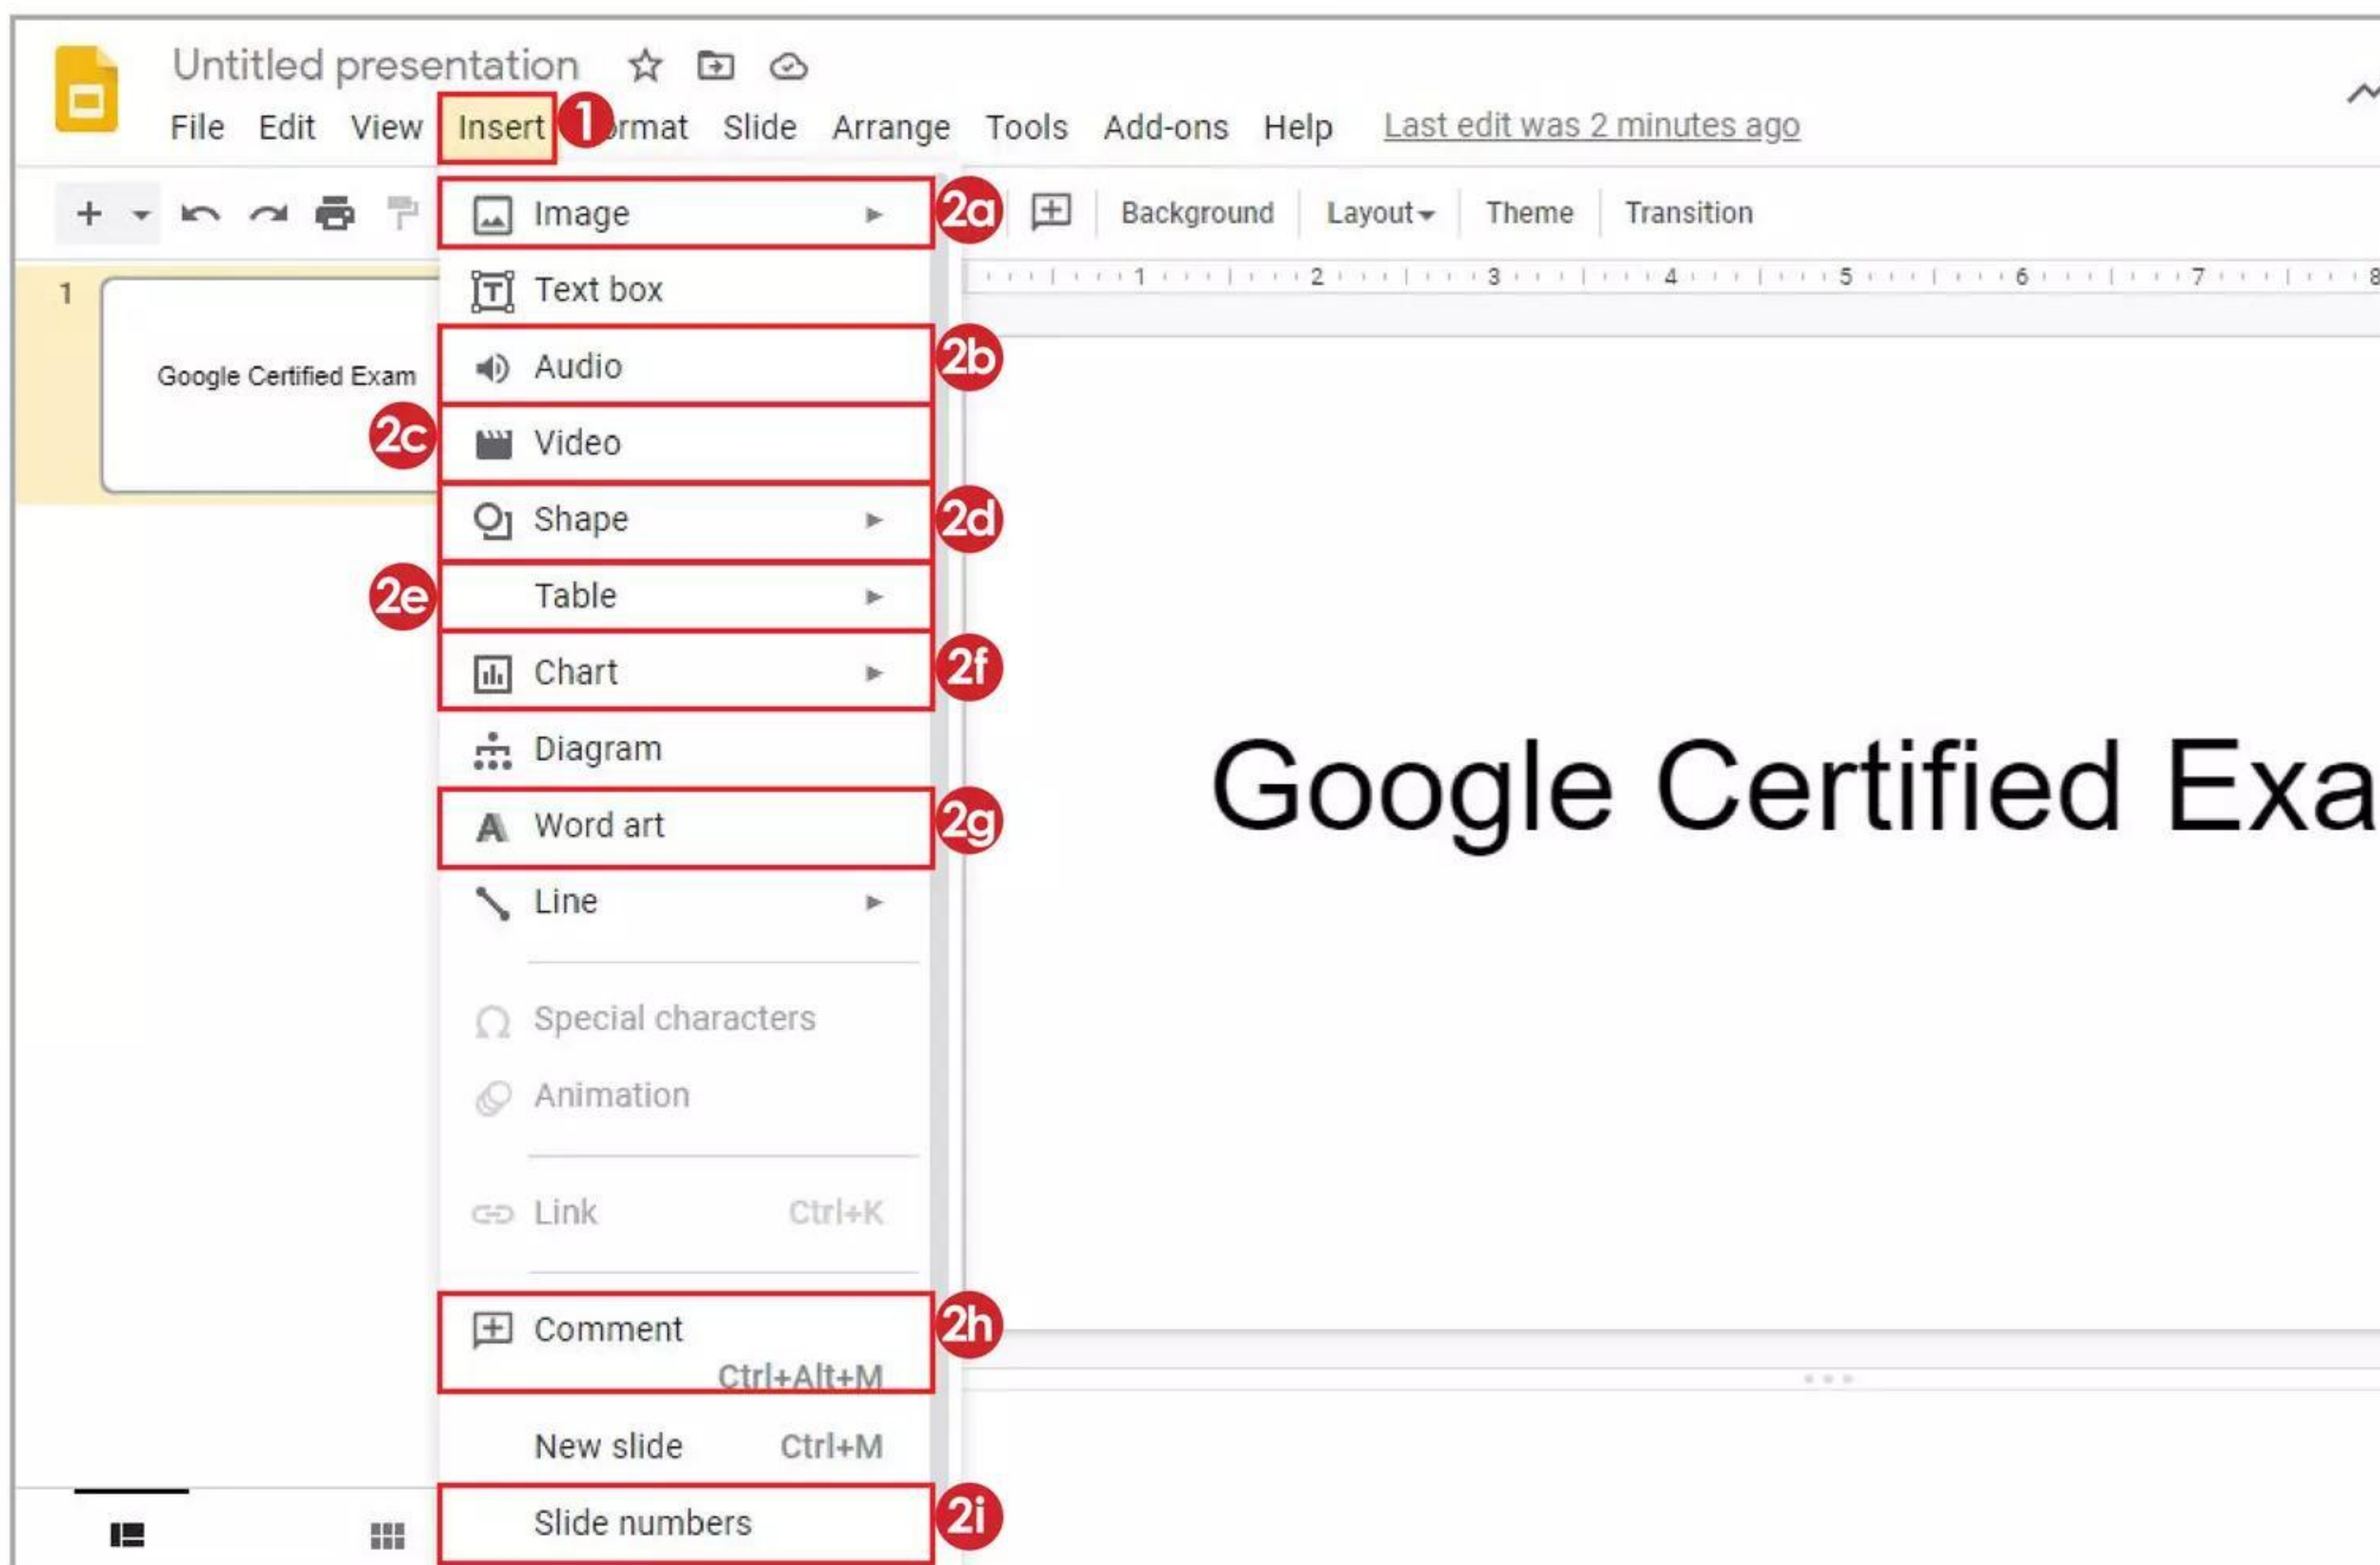 Untitled presentation
File Edit View Insert 1 ormat Slide Arrange Tools Add-ons Help Last edit was 2 minutes ago
Image 2a Background Layout Theme Transition
1 2 3 4 5 6 7 8
1
Text box
Google Certified Exam
Audio 2b
2c Video
Shape 2d
2e Table
Chart 2f
Diagram
Google Certified Exa
Word art 2g
Line
Special characters
Animation
Link Ctrl+K
Comment 2h
Ctrl+Alt+M
New slide Ctrl+M
Slide numbers 2i